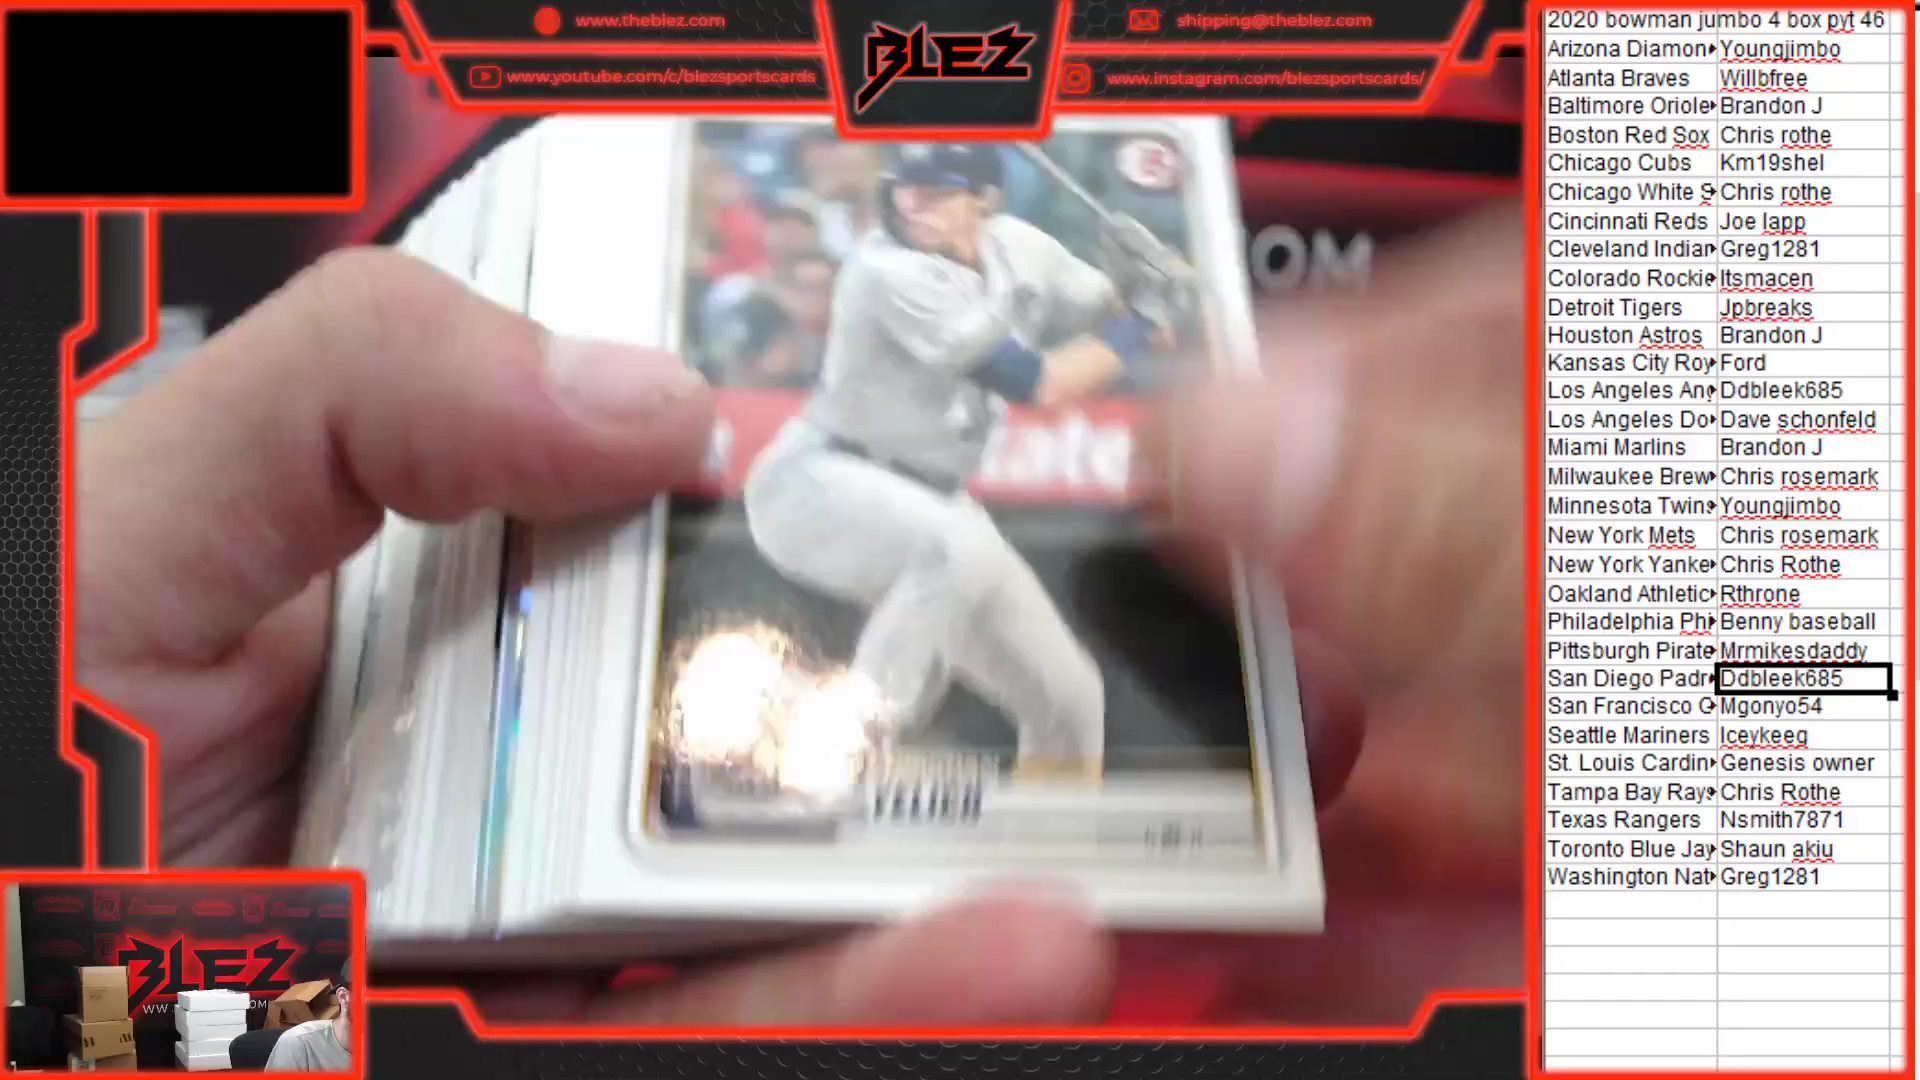 www.theblez.com
shipping@theblez.com
BLEZ
www.youtube.com/c/blezsportscards
www.instagram.com/blezsportscards/
OM
BLEZ
2020 bowman jumbo 4 box pyt 46
Arizona Diamon Youngjimbo
Atlanta Braves Willbfree
Baltimore Oriole Brandon J
Boston Red Sox Chris rothe
Chicago Cubs Km19shel
Chicago White S Chris rothe
Cincinnati Reds Joe lapp
Cleveland Indian Greg1281
Colorado Rockie Itsmacen
Detroit Tigers Jpbreaks
Houston Astros Brandon J
Kansas City Roy Ford
Los Angeles Ang Ddbleek685
Los Angeles Do Dave schonfeld
Miami Marlins Brandon J
Milwaukee Brew Chris rosemark
Minnesota Twins Youngjimbo
New York Mets Chris rosemark
New York Yanke Chris Rothe
Oakland Athletic Rthrone
Philadelphia Phi Benny baseball
Pittsburgh Pirate Mrmikesdaddy
San Diego Padr Ddbleek685
San Francisco G Mgonyo54
Seattle Mariners Iceykeeg
St. Louis Cardin Genesis owner
Tampa Bay Rays Chris Rothe
Texas Rangers Nsmith7871
Toronto Blue Jay Shaun akiu
Washington Nat Greg1281